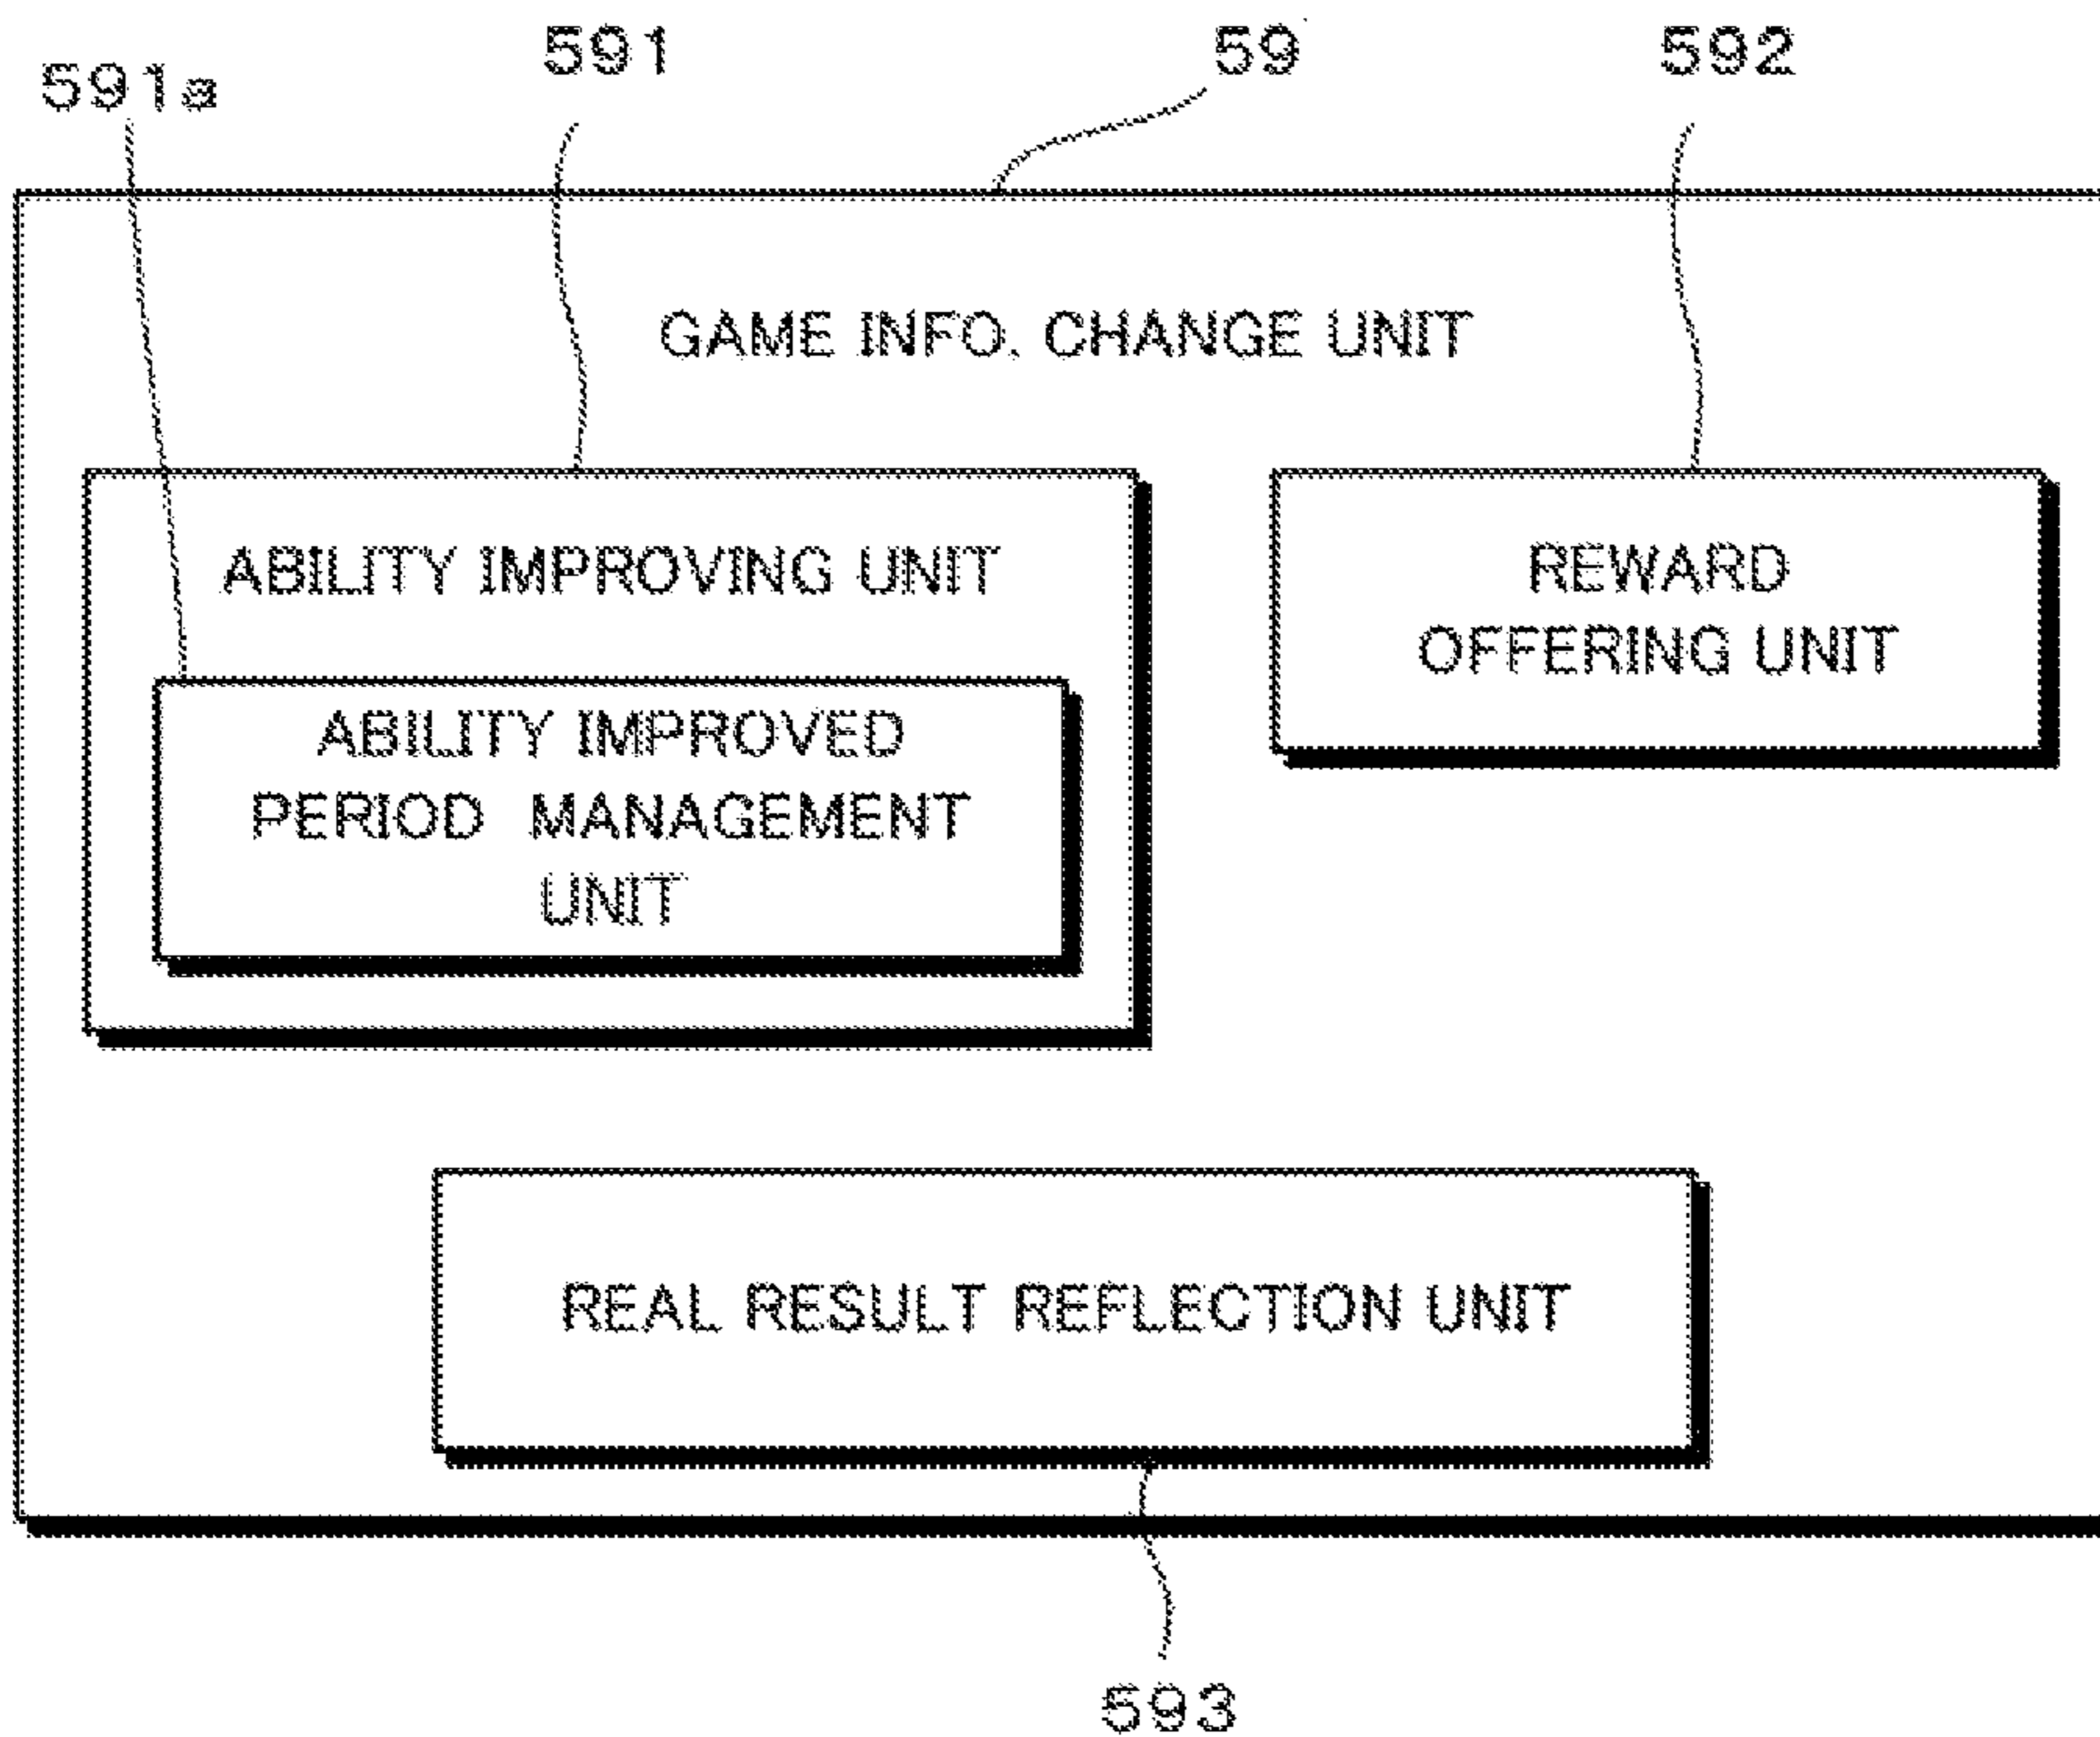 591a
591
59
592
GAME INFO. CHANGE UNIT
ABILITY IMPROVING UNIT
ABILITY IMPROVED
PERIOD MANAGEMENT
UNIT
REWARD
OFFERING UNIT
REAL RESULT REFLECTION UNIT
593